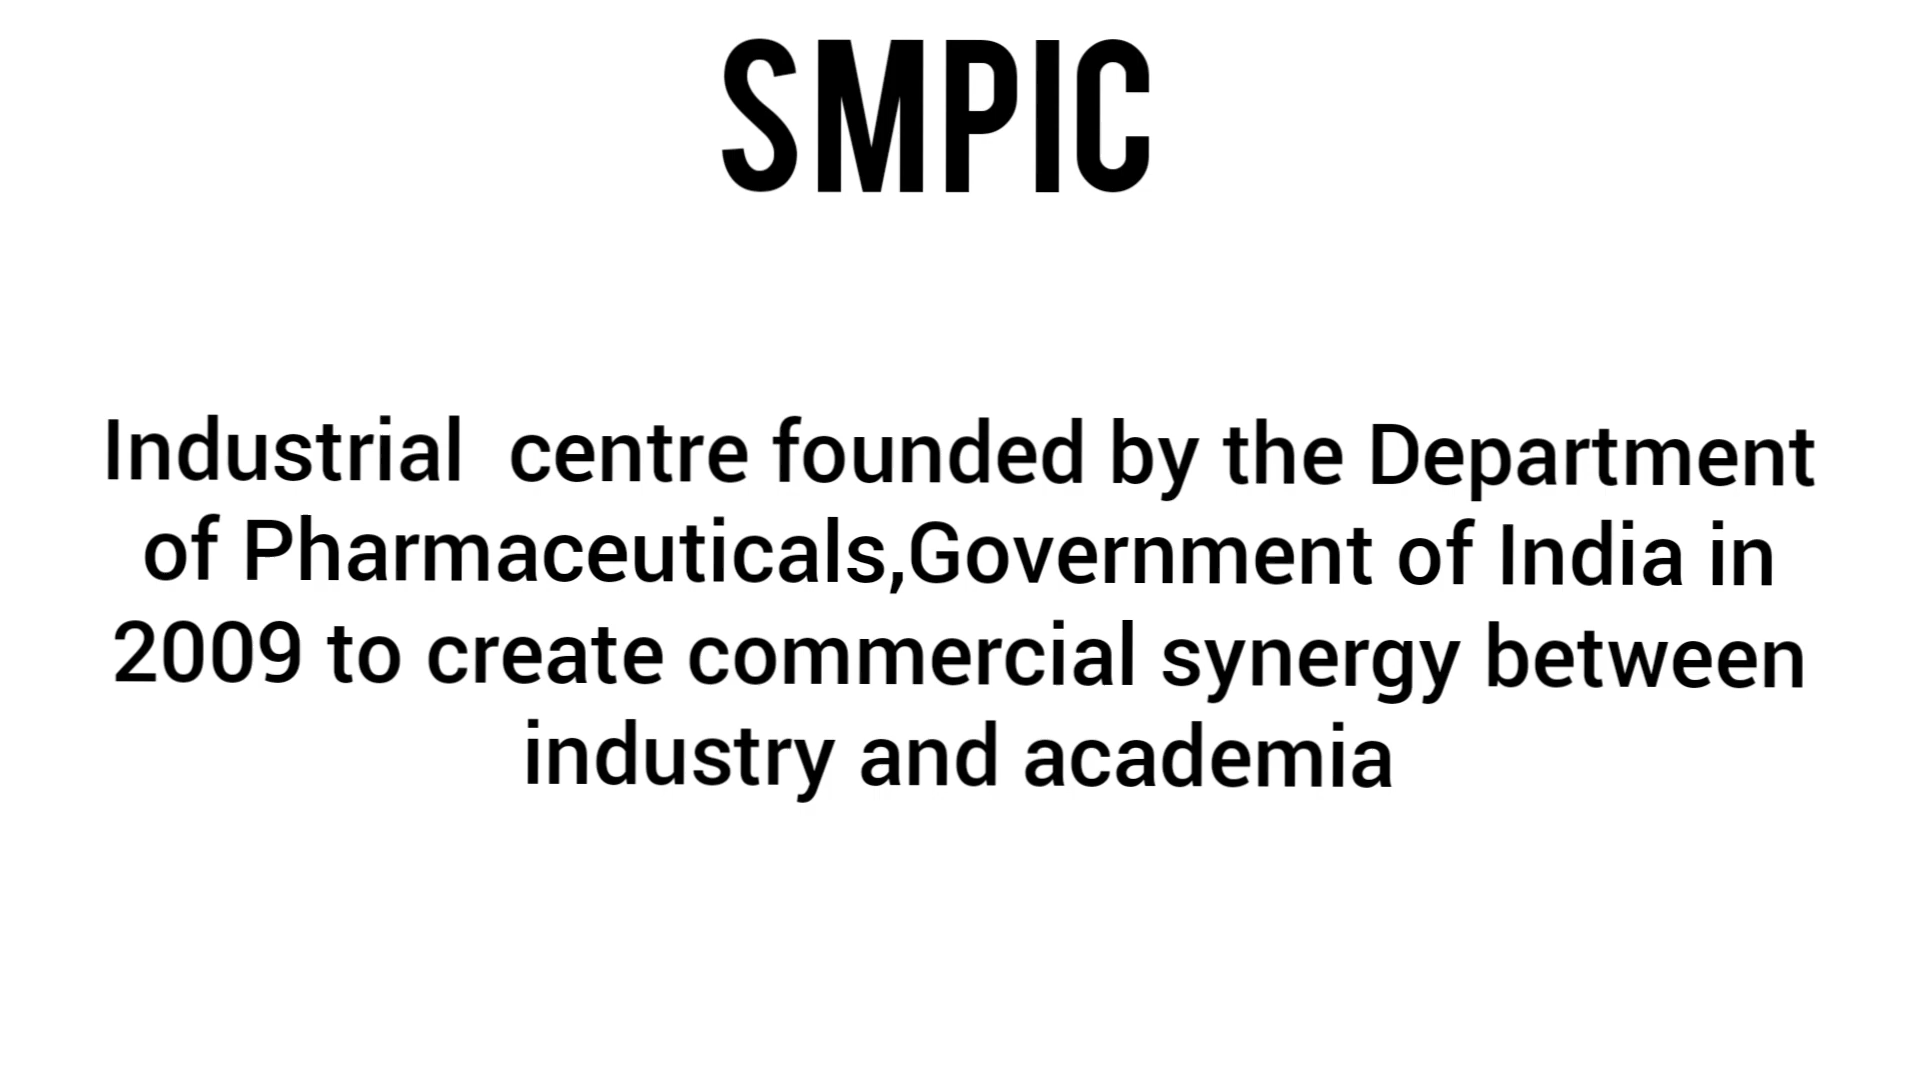 SMPIC
Industrial  centre founded by the Department
of Pharmaceuticals,Government of India in
2009 to create commercial synergy between
industry and academia